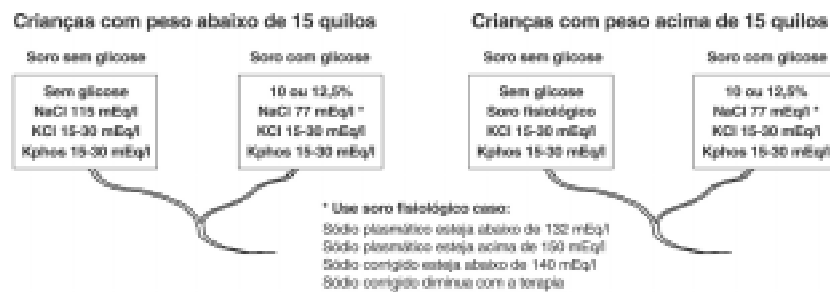 Crianças com peso abaixo de 15 quilos
Soro sem glicose
Sem glicose
NaCl 115 mEq/l
KCl 15-30 mEq/l
Kphos 15-30 mEq/l
Soro com glicose
10 ou 12,5%
NaCl 77 mEq/l *
KCl 15-30 mEq/l
Kphos 15-30 mEq/l
Crianças com peso acima de 15 quilos
Soro sem glicose
Sem glicose
Soro fisiológico
KCl 15-30 mEq/l
Kphos 15-30 mEq/l
Soro com glicose
10 ou 12,5%
NaCl 77 mEq/l *
KCl 15-30 mEq/l
Kphos 15-30 mEq/l
* Use soro fisiológico caso:
Sódio plasmático esteja abaixo de 132 mEq/l
Sódio plasmático esteja acima de 150 mEq/l
Sódio corrigido esteja abaixo de 140 mEq/l
Sódio corrigido diminua com a terapia